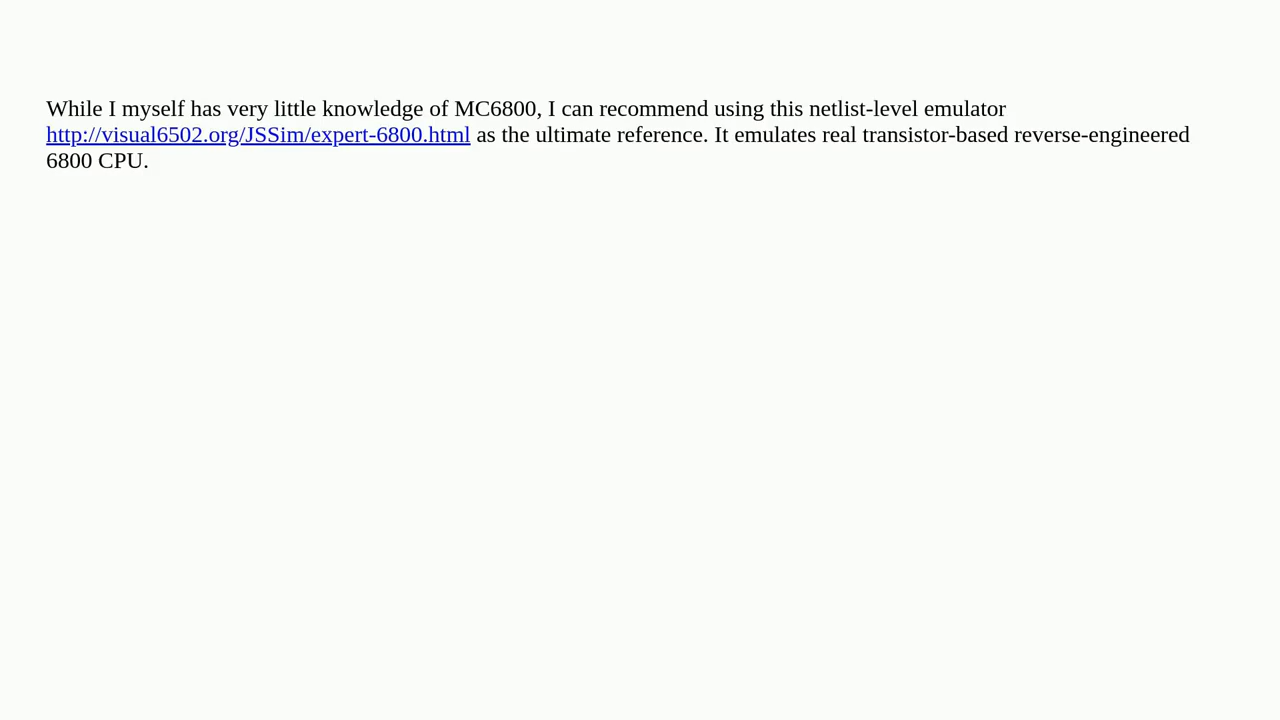 While I myself has very little knowledge of MC6800, I can recommend using this netlist-level emulator
http://visual6502.org/JSSim/expert-6800.html as the ultimate reference. It emulates real transistor-based reverse-engineered
6800 CPU.